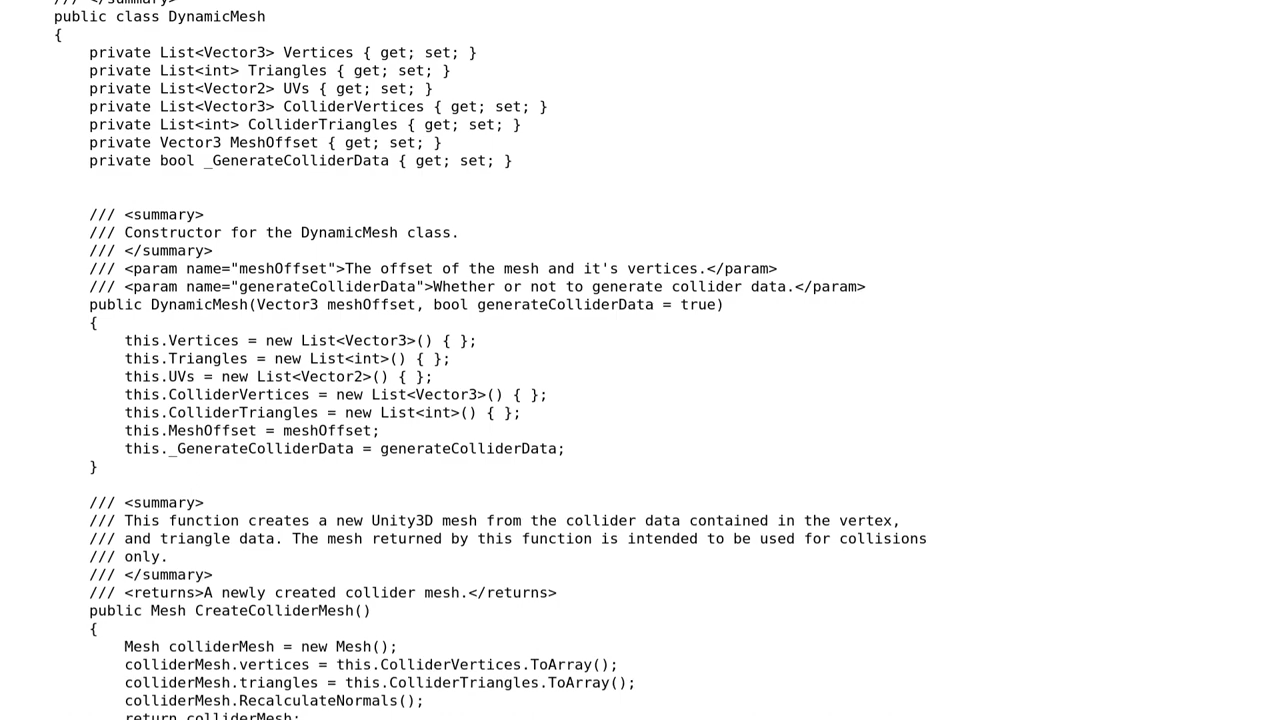 /// </summary>
public class DynamicMesh
{
private List<Vector3> Vertices { get; set; }
private List<int> Triangles { get; set; }
private List<Vector2> UVs { get; set; }
private List<Vector3> ColliderVertices { get; set; }
private List<int> ColliderTriangles { get; set; }
private Vector3 MeshOffset { get; set; }
private bool _GenerateColliderData { get; set; }
/// <summary>
/// Constructor for the DynamicMesh class.
/// </summary>
/// <param name="meshOffset">The offset of the mesh and it's vertices.</param>
/// <param name="generateColliderData">Whether or not to generate collider data.</param>
public DynamicMesh(Vector3 meshOffset, bool generateColliderData = true)
{
this.Vertices = new List<Vector3>() { };
this.Triangles = new List<int>() { };
this.UVs = new List<Vector2>() { };
this.ColliderVertices = new List<Vector3>() { };
this.ColliderTriangles = new List<int>() { };
this.MeshOffset = meshOffset;
this._GenerateColliderData = generateColliderData;
}
/// <summary>
/// This function creates a new Unity3D mesh from the collider data contained in the vertex,
/// and triangle data. The mesh returned by this function is intended to be used for collisions
/// only.
/// </summary>
/// <returns>A newly created collider mesh.</returns>
public Mesh CreateColliderMesh()
{
Mesh colliderMesh = new Mesh();
colliderMesh.vertices = this.ColliderVertices.ToArray();
colliderMesh.triangles = this.ColliderTriangles.ToArray();
colliderMesh.RecalculateNormals();
return colliderMesh;